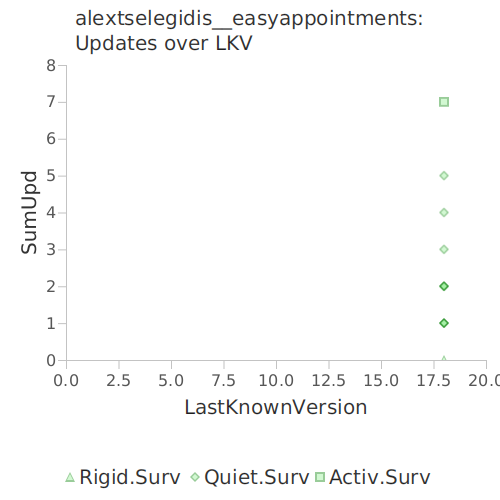 alextselegidis__easyappointments:
Updates over LKV
8
7
6
5
4
3
2
1
0
SumUpd
0.0 2.5 5.0 7.5 10.0 12.5 15.0 17.5 20.0
LastKnownVersion
Rigid.Surv Quiet.Surv Activ.Surv